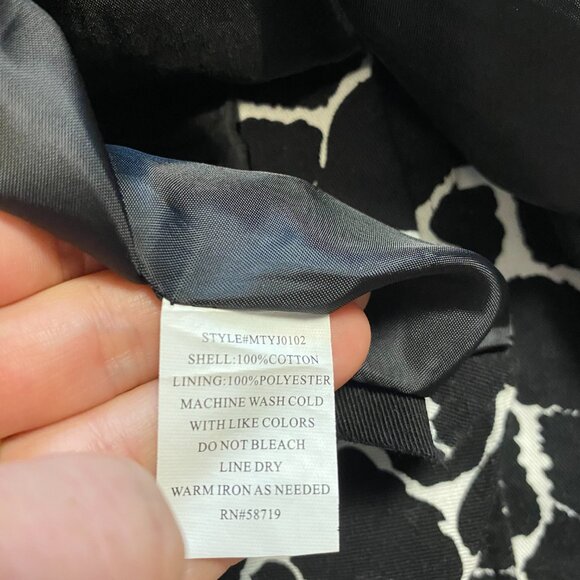 STYLE#MTYJ0102
SHELL:100%COTTON
LINING:100%POLYESTER
MACHINE WASH COLD
WITH LIKE COLORS
DO NOT BLEACH
LINE DRY
WARM IRON AS NEEDED
RN#58719